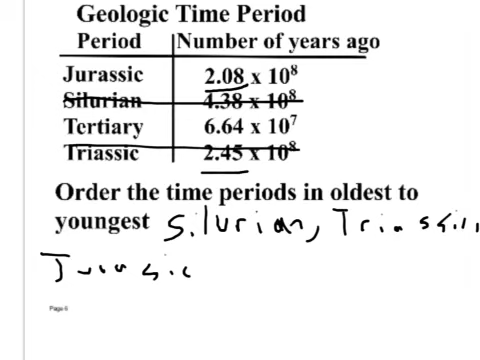 Geologic Time Period
Period Number of years ago
Jurassic 2.08 x 10⁸
Silurian 4.38 x 10⁸
Tertiary 6.64 x 10⁷
Triassic 2.45 x 10⁸
Order the time periods in oldest to
youngest Silurian, Triassic,
Jurassic
Page 6